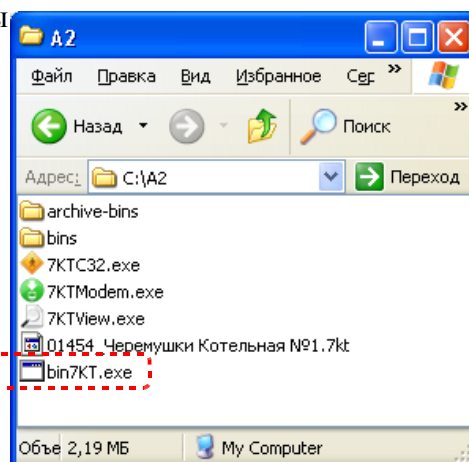 ы
A2
Файл Правка Вид Избранное Сер »
Назад Поиск »
Адрес: C:\A2 Переход
archive-bins
bins
7KTC32.exe
7KTModem.exe
7KTView.exe
01454_Черемушки Котельная №1.7kt
bin7KT.exe
Объе 2,19 МБ My Computer